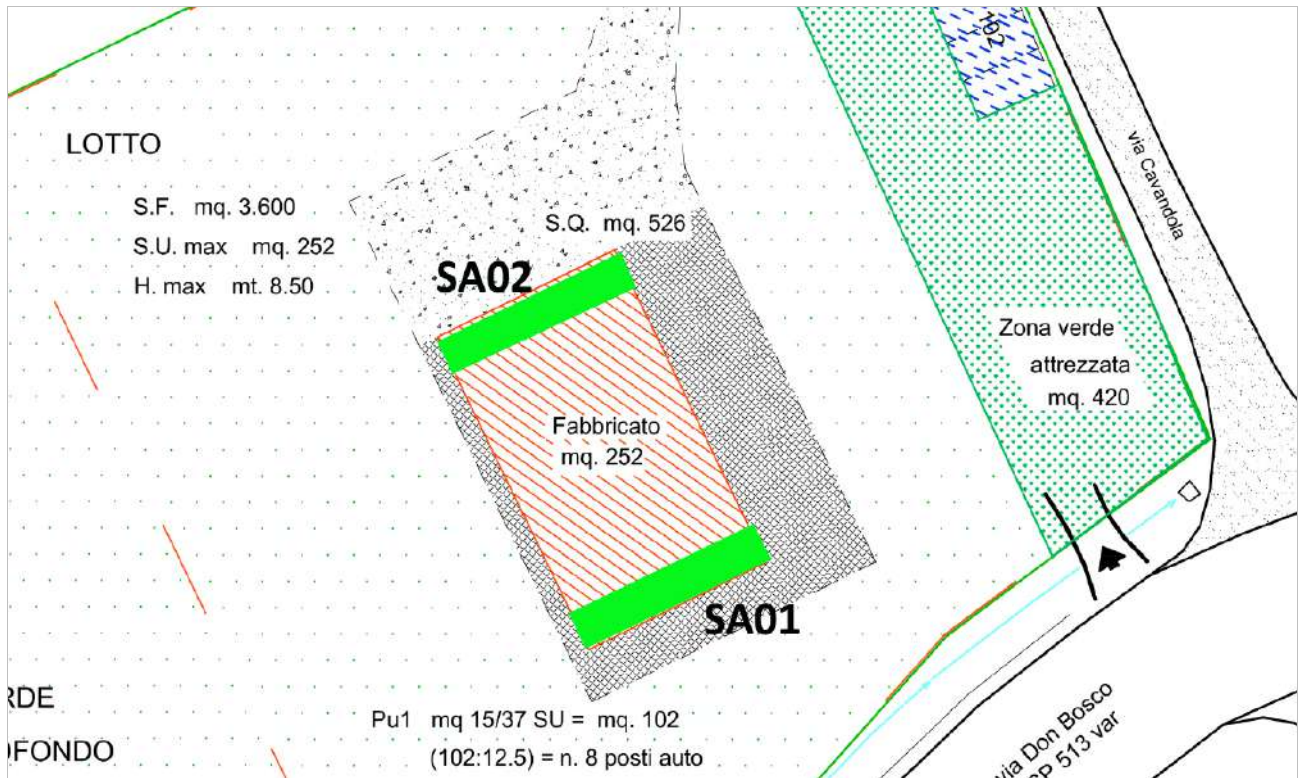 102
via Cavandola
LOTTO
S.F. mq. 3.600
S.U. max mq. 252
H. max mt. 8.50
S.Q. mq. 526
SA02
Zona verde
attrezzata
mq. 420
Fabbricato
mq. 252
SA01
RDE
OFONDO
Pu1 mq 15/37 SU = mq. 102
(102:12.5) = n. 8 posti auto
via Don Bosco
SP 513 var